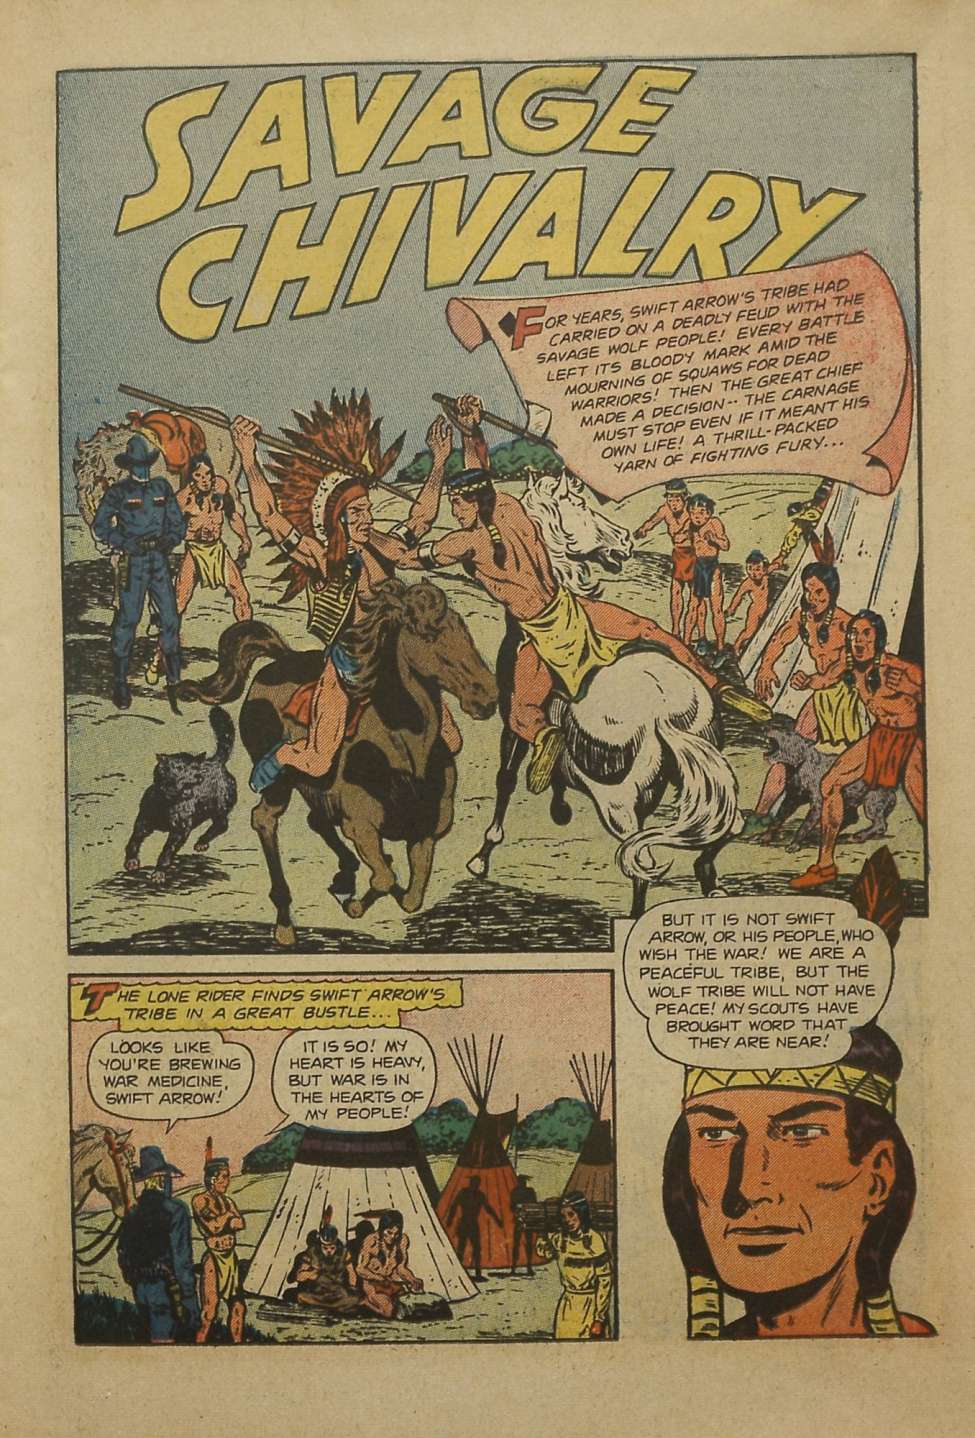 SAVAGE
CHIVALRY
FOR YEARS, SWIFT ARROW'S TRIBE HAD
CARRIED ON A DEADLY FEUD WITH THE
SAVAGE WOLF PEOPLE! EVERY BATTLE
LEFT ITS BLOODY MARK AMID THE
MOURNING OF SQUAWS FOR DEAD
WARRIORS! THEN THE GREAT CHIEF
MADE A DECISION-- THE CARNAGE
MUST STOP EVEN IF IT MEANT HIS
OWN LIFE! A THRILL-PACKED
YARN OF FIGHTING FURY...
THE LONE RIDER FINDS SWIFT ARROW'S
TRIBE IN A GREAT BUSTLE...
LOOKS LIKE
YOU'RE BREWING
WAR MEDICINE,
SWIFT ARROW!
IT IS SO! MY
HEART IS HEAVY,
BUT WAR IS IN
THE HEARTS OF
MY PEOPLE!
BUT IT IS NOT SWIFT
ARROW, OR HIS PEOPLE, WHO
WISH THE WAR! WE ARE A
PEACEFUL TRIBE, BUT THE
WOLF TRIBE WILL NOT HAVE
PEACE! MY SCOUTS HAVE
BROUGHT WORD THAT
THEY ARE NEAR!